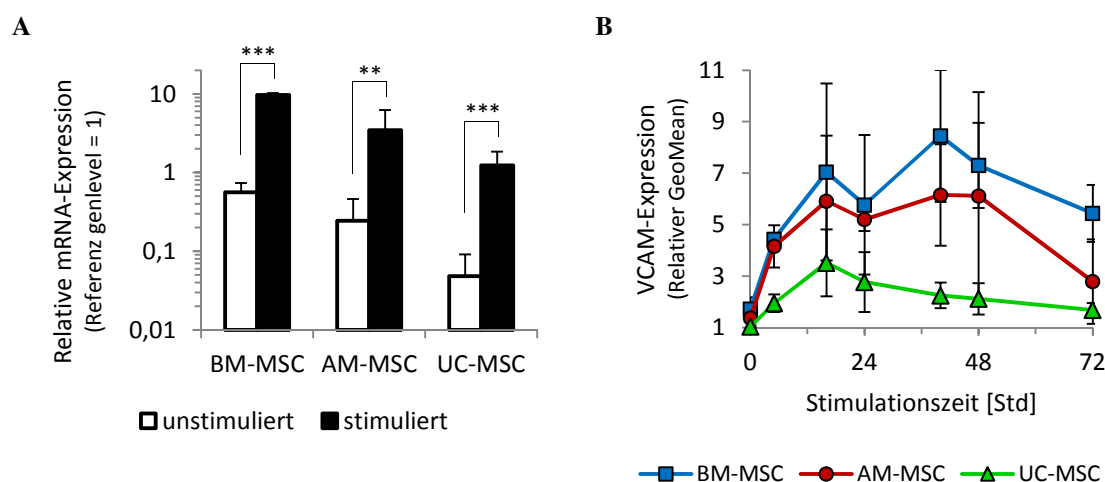 A
Relative mRNA-Expression
(Referenz genlevel = 1)
10
1
0,1
0,01
***
**
***
BM-MSC AM-MSC UC-MSC
unstimuliert stimuliert
B
VCAM-Expression
(Relativer GeoMean)
11
9
7
5
3
1
0 24 48 72
Stimulationszeit [Std]
BM-MSC AM-MSC UC-MSC